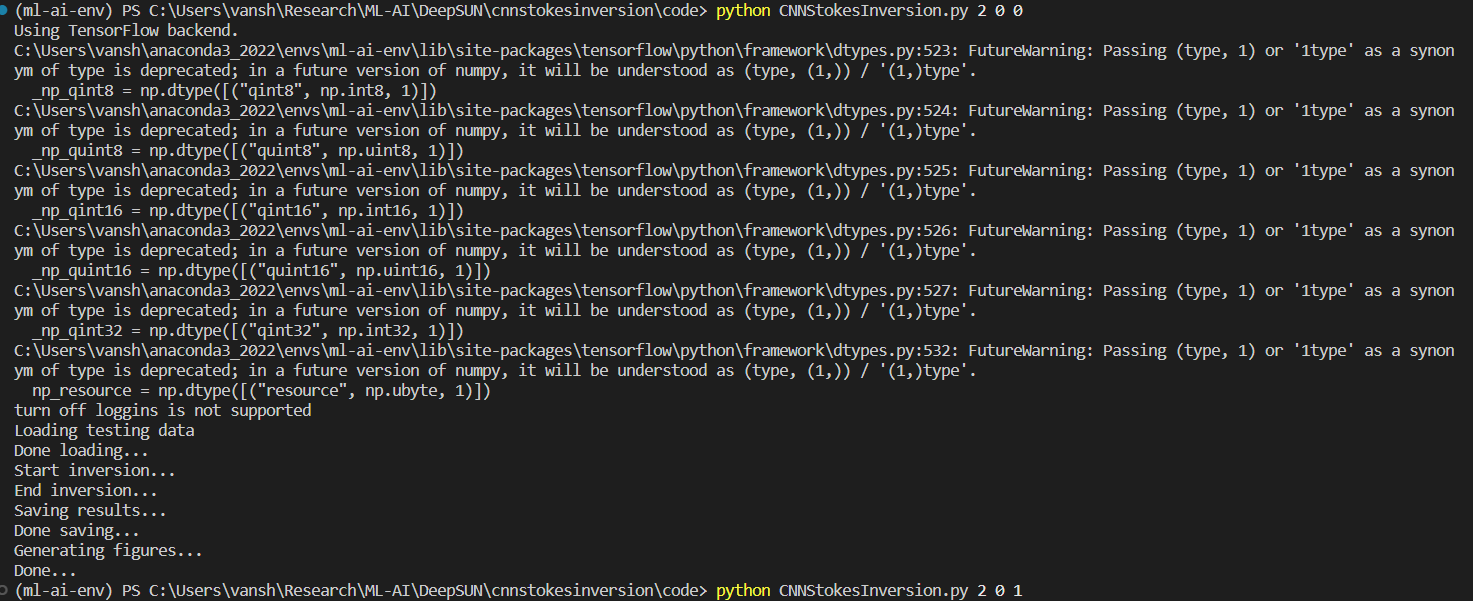 (ml-ai-env) PS C:\Users\vansh\Research\ML-AI\DeepSUN\cnnstokesinversion\code> python CNNStokesInversion.py 2 0 0
Using TensorFlow backend.
C:\Users\vansh\anaconda3_2022\envs\ml-ai-env\lib\site-packages\tensorflow\python\framework\dtypes.py:523: FutureWarning: Passing (type, 1) or '1type' as a synon
ym of type is deprecated; in a future version of numpy, it will be understood as (type, (1,)) / '(1,)type'.
  _np_qint8 = np.dtype([("qint8", np.int8, 1)])
C:\Users\vansh\anaconda3_2022\envs\ml-ai-env\lib\site-packages\tensorflow\python\framework\dtypes.py:524: FutureWarning: Passing (type, 1) or '1type' as a synon
ym of type is deprecated; in a future version of numpy, it will be understood as (type, (1,)) / '(1,)type'.
  _np_quint8 = np.dtype([("quint8", np.uint8, 1)])
C:\Users\vansh\anaconda3_2022\envs\ml-ai-env\lib\site-packages\tensorflow\python\framework\dtypes.py:525: FutureWarning: Passing (type, 1) or '1type' as a synon
ym of type is deprecated; in a future version of numpy, it will be understood as (type, (1,)) / '(1,)type'.
  _np_qint16 = np.dtype([("qint16", np.int16, 1)])
C:\Users\vansh\anaconda3_2022\envs\ml-ai-env\lib\site-packages\tensorflow\python\framework\dtypes.py:526: FutureWarning: Passing (type, 1) or '1type' as a synon
ym of type is deprecated; in a future version of numpy, it will be understood as (type, (1,)) / '(1,)type'.
  _np_quint16 = np.dtype([("quint16", np.uint16, 1)])
C:\Users\vansh\anaconda3_2022\envs\ml-ai-env\lib\site-packages\tensorflow\python\framework\dtypes.py:527: FutureWarning: Passing (type, 1) or '1type' as a synon
ym of type is deprecated; in a future version of numpy, it will be understood as (type, (1,)) / '(1,)type'.
  _np_qint32 = np.dtype([("qint32", np.int32, 1)])
C:\Users\vansh\anaconda3_2022\envs\ml-ai-env\lib\site-packages\tensorflow\python\framework\dtypes.py:532: FutureWarning: Passing (type, 1) or '1type' as a synon
ym of type is deprecated; in a future version of numpy, it will be understood as (type, (1,)) / '(1,)type'.
  np_resource = np.dtype([("resource", np.ubyte, 1)])
turn off loggins is not supported
Loading testing data
Done loading...
Start inversion...
End inversion...
Saving results...
Done saving...
Generating figures...
Done...
(ml-ai-env) PS C:\Users\vansh\Research\ML-AI\DeepSUN\cnnstokesinversion\code> python CNNStokesInversion.py 2 0 1